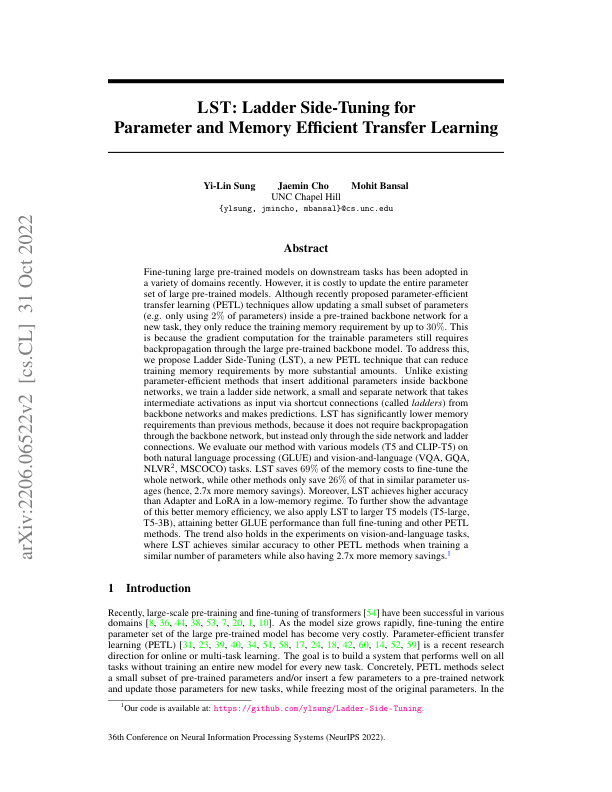 LST: Ladder Side-Tuning for
Parameter and Memory Efficient Transfer Learning
Yi-Lin Sung Jaemin Cho Mohit Bansal
UNC Chapel Hill
{ylsung, jmincho, mbansal}@cs.unc.edu
Abstract
Fine-tuning large pre-trained models on downstream tasks has been adopted in
a variety of domains recently. However, it is costly to update the entire parameter
set of large pre-trained models. Although recently proposed parameter-efficient
transfer learning (PETL) techniques allow updating a small subset of parameters
(e.g. only using 2% of parameters) inside a pre-trained backbone network for a
new task, they only reduce the training memory requirement by up to 30%. This
is because the gradient computation for the trainable parameters still requires
backpropagation through the large pre-trained backbone model. To address this,
we propose Ladder Side-Tuning (LST), a new PETL technique that can reduce
training memory requirements by more substantial amounts. Unlike existing
parameter-efficient methods that insert additional parameters inside backbone
networks, we train a ladder side network, a small and separate network that takes
intermediate activations as input via shortcut connections (called ladders) from
backbone networks and makes predictions. LST has significantly lower memory
requirements than previous methods, because it does not require backpropagation
through the backbone network, but instead only through the side network and ladder
connections. We evaluate our method with various models (T5 and CLIP-T5) on
both natural language processing (GLUE) and vision-and-language (VQA, GQA,
NLVR², MSCOCO) tasks. LST saves 69% of the memory costs to fine-tune the
whole network, while other methods only save 26% of that in similar parameter us-
ages (hence, 2.7x more memory savings). Moreover, LST achieves higher accuracy
than Adapter and LoRA in a low-memory regime. To further show the advantage
of this better memory efficiency, we also apply LST to larger T5 models (T5-large,
T5-3B), attaining better GLUE performance than full fine-tuning and other PETL
methods. The trend also holds in the experiments on vision-and-language tasks,
where LST achieves similar accuracy to other PETL methods when training a
similar number of parameters while also having 2.7x more memory savings.¹
1 Introduction
Recently, large-scale pre-training and fine-tuning of transformers [54] have been successful in various
domains [8, 36, 44, 38, 53, 7, 20, 1, 10]. As the model size grows rapidly, fine-tuning the entire
parameter set of the large pre-trained model has become very costly. Parameter-efficient transfer
learning (PETL) [31, 23, 39, 40, 34, 51, 58, 17, 24, 18, 42, 60, 14, 52, 59] is a recent research
direction for online or multi-task learning. The goal is to build a system that performs well on all
tasks without training an entire new model for every new task. Concretely, PETL methods select
a small subset of pre-trained parameters and/or insert a few parameters to a pre-trained network
and update those parameters for new tasks, while freezing most of the original parameters. In the
¹Our code is available at: https://github.com/ylsung/Ladder-Side-Tuning.
36th Conference on Neural Information Processing Systems (NeurIPS 2022).
arXiv:2206.06522v2 [cs.CL] 31 Oct 2022